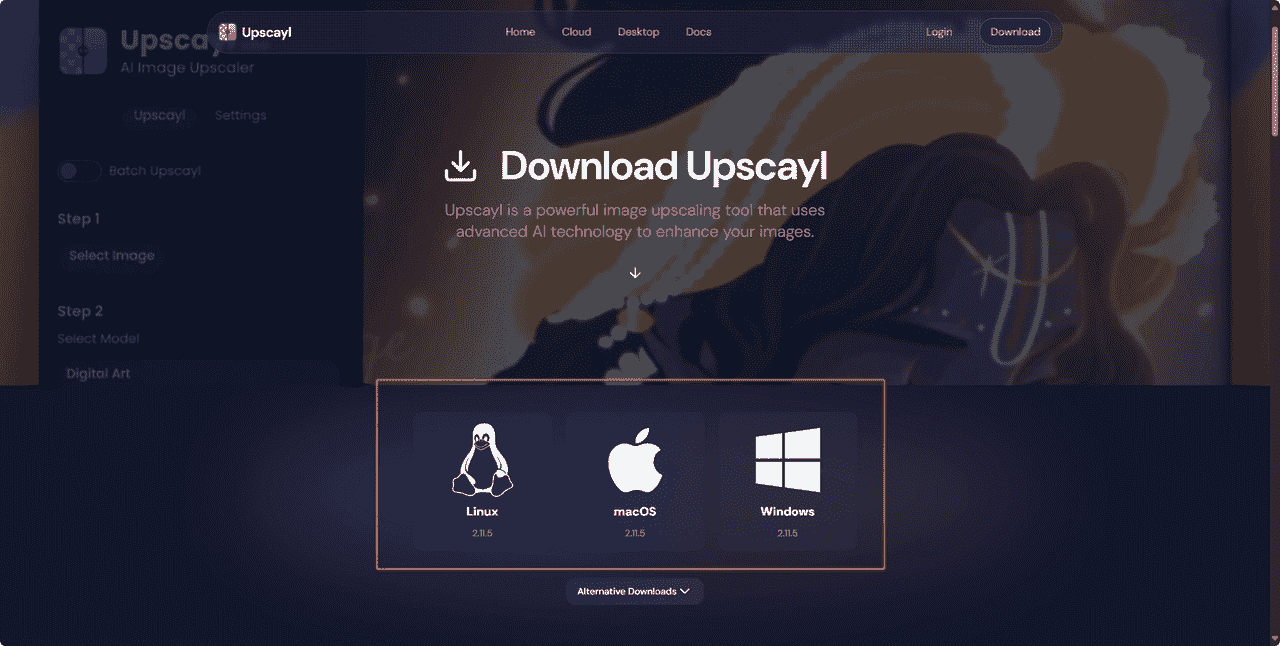 Upscayl
Home
Cloud
Desktop
Docs
Login
Download
Upscayl
AI Image Upscaler
Upscayl
Settings
Batch Upscayl
Step 1
Select Image
Step 2
Select Model
Digital Art
Download Upscayl
Upscayl is a powerful image upscaling tool that uses
advanced AI technology to enhance your images.
Linux
2.11.5
macOS
2.11.5
Windows
2.11.5
Alternative Downloads